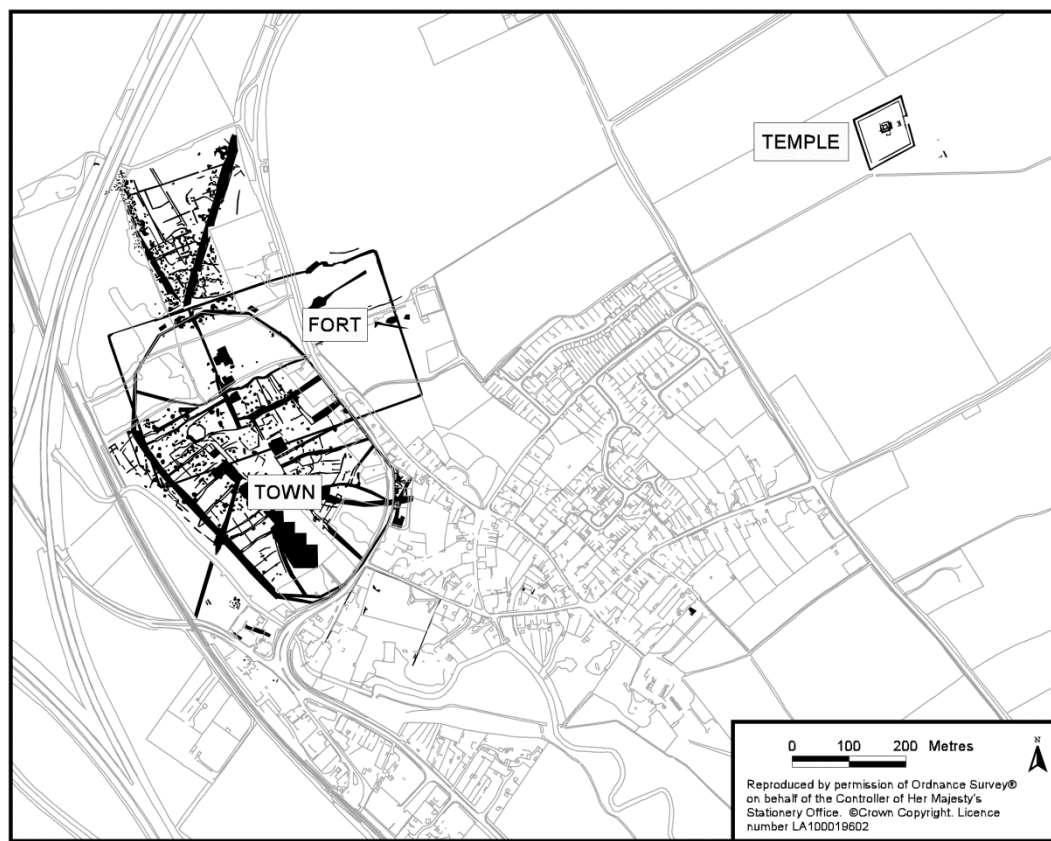 TEMPLE
FORT
TOWN
0 100 200 Metres
N
Reproduced by permission of Ordnance Survey®
on behalf of the Controller of Her Majesty's
Stationery Office. ©Crown Copyright. Licence
number LA100019602